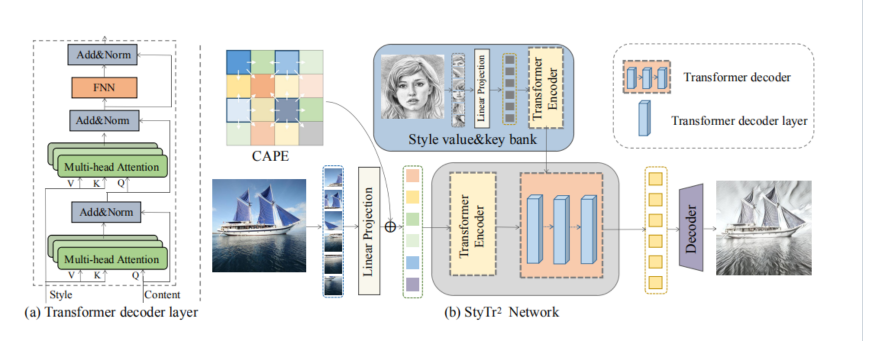 Add&Norm
FNN
Add&Norm
Multi-head Attention
V K Q
Add&Norm
Multi-head Attention
V K Q
Style Content
(a) Transformer decoder layer
CAPE
Linear Projection
Transformer
Encoder
Style value&key bank
Transformer decoder
Transformer decoder layer
Linear Projection
Transformer
Encoder
Decoder
(b) StyTr² Network